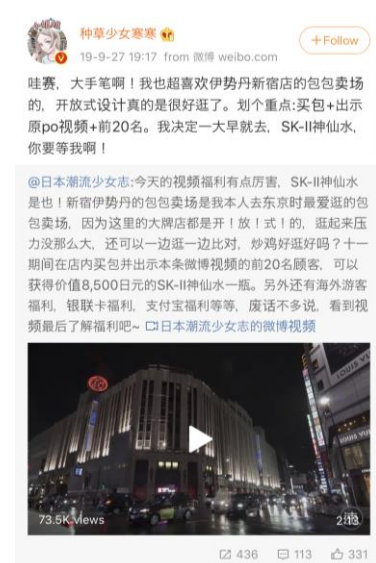 种草少女寒寒
+Follow
19-9-27 19:17 from 微博 weibo.com
哇赛，大手笔啊！我也超喜欢伊势丹新宿店的包包卖场
的，开放式设计真的是很好逛了。划个重点:买包+出示
原po视频+前20名。我决定一大早就去，SK-II神仙水，
你要等我啊！
@日本潮流少女志:今天的视频福利有点厉害，SK-II神仙水
是也！新宿伊势丹的包包卖场是我本人去东京时最爱逛的包
包卖场，因为这里的大牌店都是开！放！式！的，逛起来压
力没那么大，还可以一边逛一边比对，炒鸡好逛好吗？十一
期间在店内买包并出示本条微博视频的前20名顾客，可以
获得价值8,500日元的SK-II神仙水一瓶。另外还有海外游客
福利，银联卡福利，支付宝福利等等，废话不多说，看到视
频最后了解福利吧~ 日本潮流少女志的微博视频
LOUIS VUITTON
LOUIS VUI
73.5K views
2:13
436 113 331